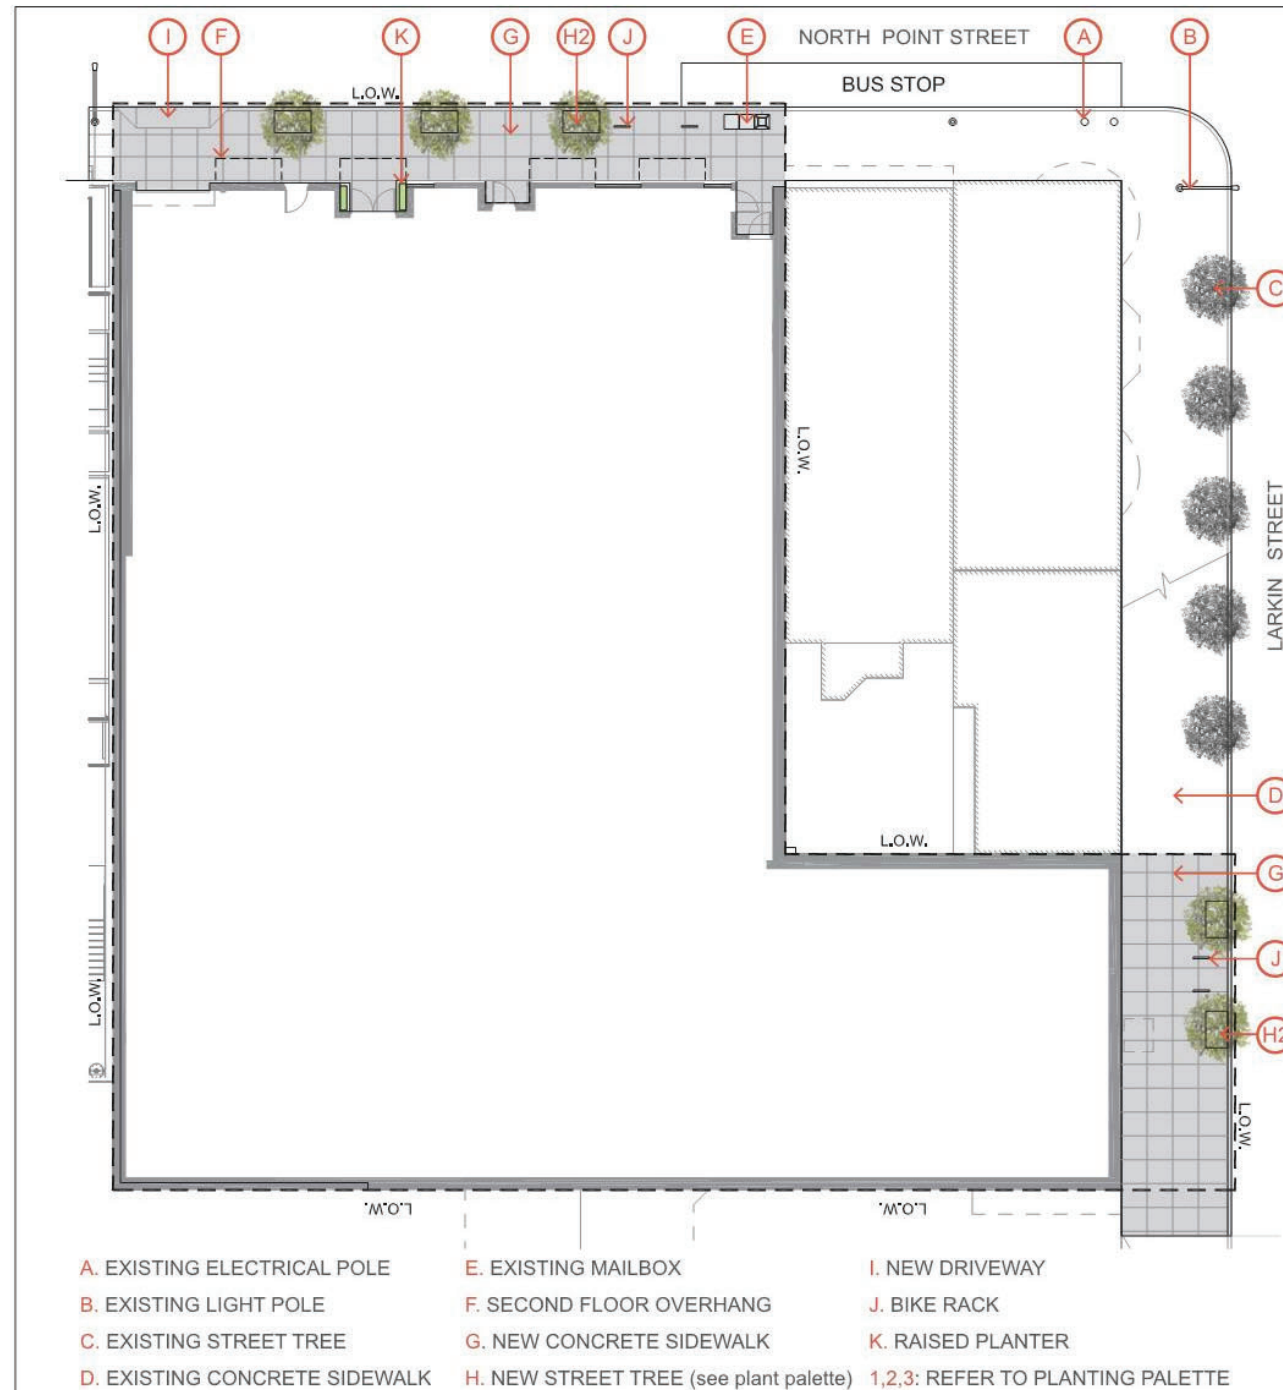 NORTH POINT STREET
I F K G H2 J E A B
BUS STOP
L.O.W.
C
L.O.W.
L.O.W.
LARKIN STREET
D
L.O.W.
G
J
L.O.W.
H2
L.O.W.
L.O.W.
L.O.W.
A. EXISTING ELECTRICAL POLE
B. EXISTING LIGHT POLE
C. EXISTING STREET TREE
D. EXISTING CONCRETE SIDEWALK
E. EXISTING MAILBOX
F. SECOND FLOOR OVERHANG
G. NEW CONCRETE SIDEWALK
H. NEW STREET TREE (see plant palette)
I. NEW DRIVEWAY
J. BIKE RACK
K. RAISED PLANTER
1,2,3: REFER TO PLANTING PALETTE